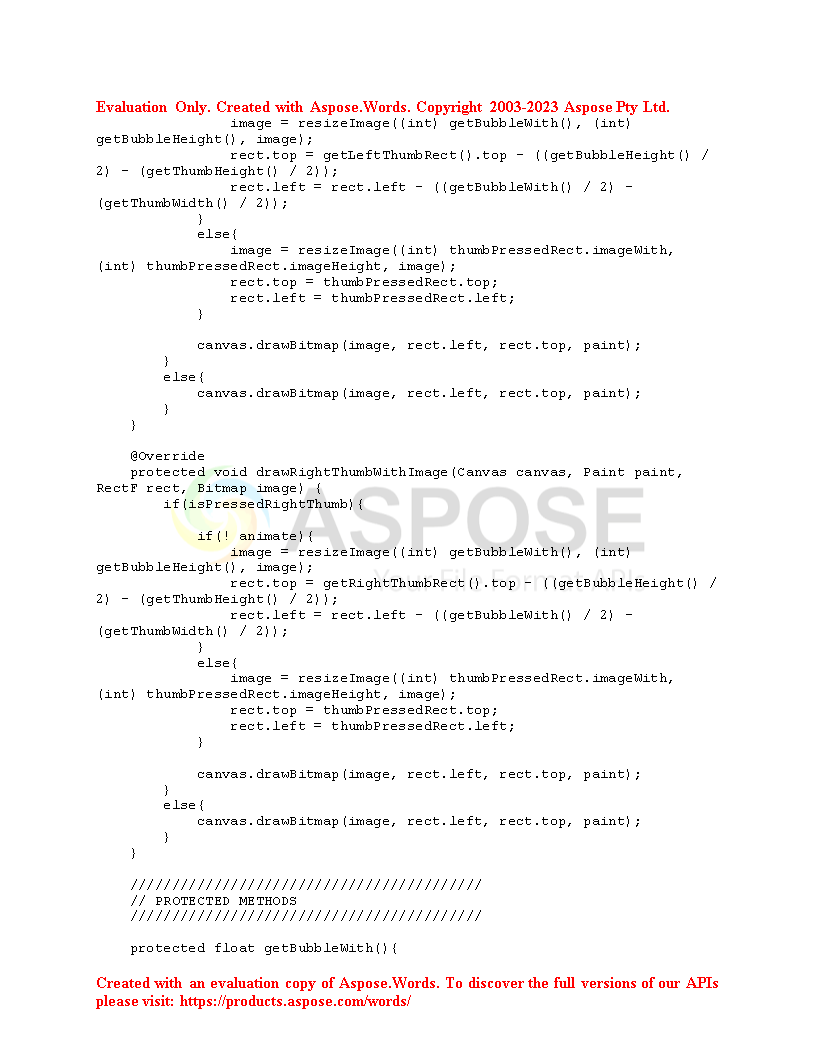 Evaluation Only. Created with Aspose.Words. Copyright 2003-2023 Aspose Pty Ltd.
                image = resizeImage((int) getBubbleWith(), (int)
getBubbleHeight(), image);
                rect.top = getLeftThumbRect().top - ((getBubbleHeight() /
2) - (getThumbHeight() / 2));
                rect.left = rect.left - ((getBubbleWith() / 2) -
(getThumbWidth() / 2));
            }
            else{
                image = resizeImage((int) thumbPressedRect.imageWith,
(int) thumbPressedRect.imageHeight, image);
                rect.top = thumbPressedRect.top;
                rect.left = thumbPressedRect.left;
            }

            canvas.drawBitmap(image, rect.left, rect.top, paint);
        }
        else{
            canvas.drawBitmap(image, rect.left, rect.top, paint);
        }
    }

    @Override
    protected void drawRightThumbWithImage(Canvas canvas, Paint paint,
RectF rect, Bitmap image) {
        if(isPressedRightThumb){
ASPOSE
            if(! animate){
                image = resizeImage((int) getBubbleWith(), (int)
getBubbleHeight(), image);
Your File Format APIs
                rect.top = getRightThumbRect().top - ((getBubbleHeight() /
2) - (getThumbHeight() / 2));
                rect.left = rect.left - ((getBubbleWith() / 2) -
(getThumbWidth() / 2));
            }
            else{
                image = resizeImage((int) thumbPressedRect.imageWith,
(int) thumbPressedRect.imageHeight, image);
                rect.top = thumbPressedRect.top;
                rect.left = thumbPressedRect.left;
            }

            canvas.drawBitmap(image, rect.left, rect.top, paint);
        }
        else{
            canvas.drawBitmap(image, rect.left, rect.top, paint);
        }
    }

    //////////////////////////////////////////
    // PROTECTED METHODS
    //////////////////////////////////////////

    protected float getBubbleWith(){
Created with an evaluation copy of Aspose.Words. To discover the full versions of our APIs
please visit: https://products.aspose.com/words/